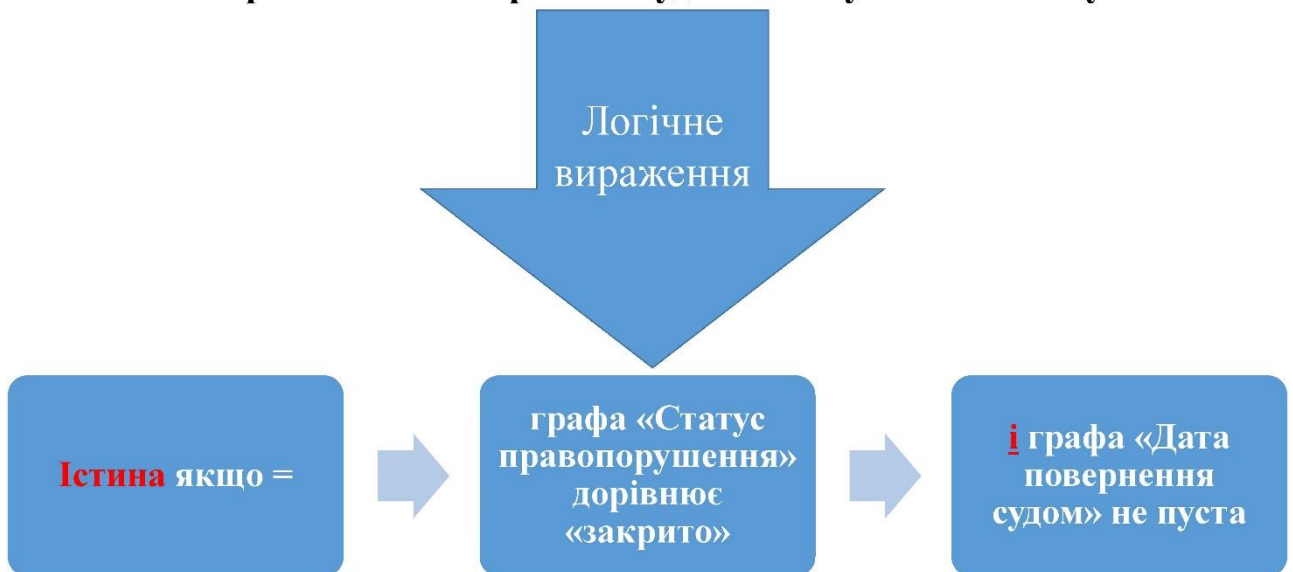 Логічне
вираження
Істина якщо =
графа «Статус
правопорушення»
дорівнює
«закрито»
і графа «Дата
повернення
судом» не пуста